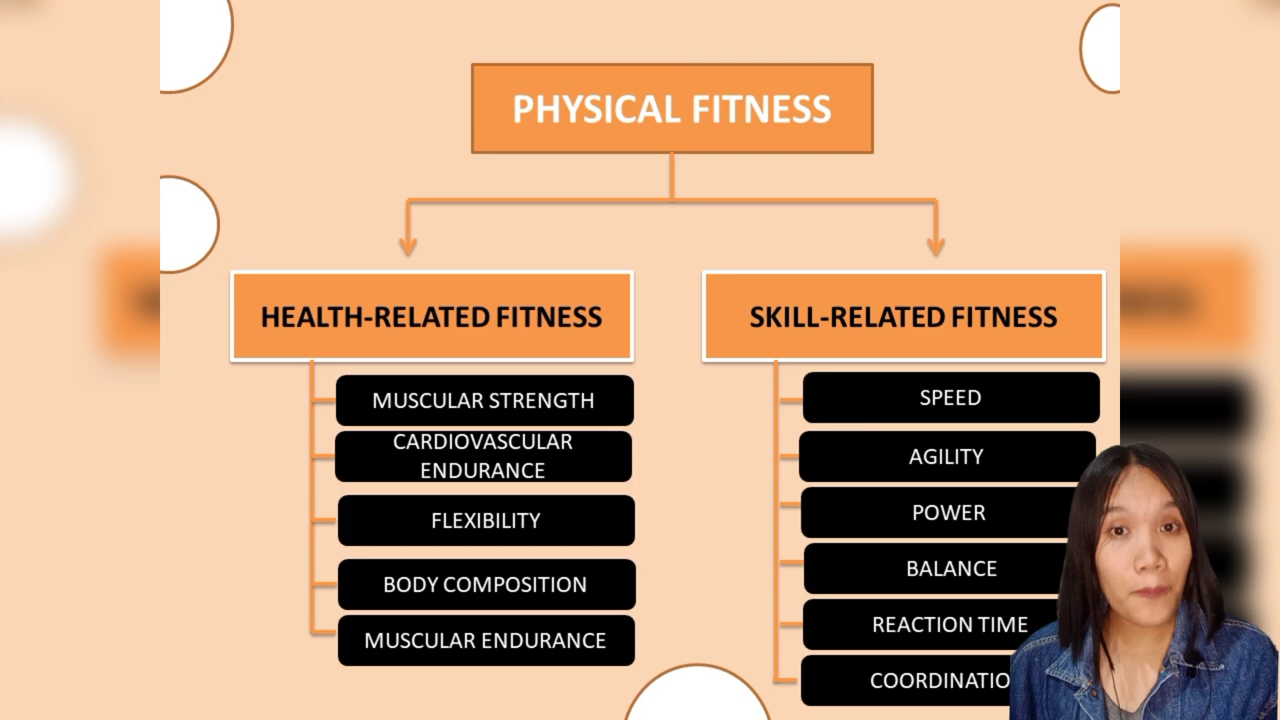 PHYSICAL FITNESS
HEALTH-RELATED FITNESS
MUSCULAR STRENGTH
CARDIOVASCULAR
ENDURANCE
FLEXIBILITY
BODY COMPOSITION
MUSCULAR ENDURANCE
SKILL-RELATED FITNESS
SPEED
AGILITY
POWER
BALANCE
REACTION TIME
COORDINATIO